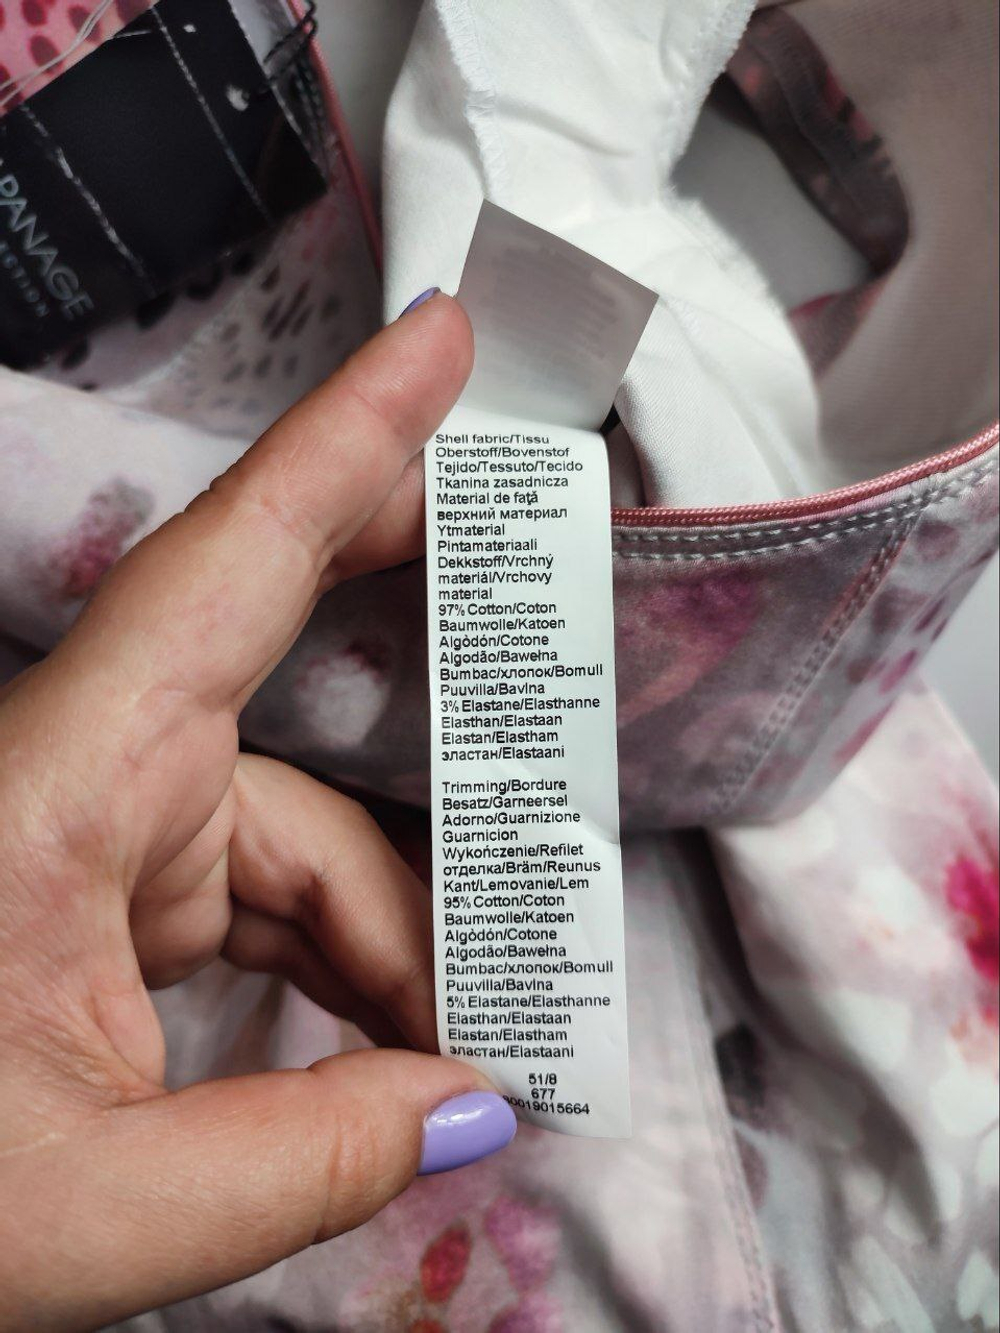 PANAGE
Shell fabric/Tissu
Oberstoff/Bovenstof
Tejido/Tessuto/Tecido
Tkanina zasadnicza
Material de faţă
верхний материал
Ytmaterial
Pintamateriaali
Dekkstoff/Vrchný
materiál/Vrchovy
material
97% Cotton/Coton
Baumwolle/Katoen
Algòdón/Cotone
Algodão/Bawełna
Bumbac/хлопок/Bomull
Puuvilla/Bavlna
3% Elastane/Elasthanne
Elasthan/Elastaan
Elastan/Elastham
эластан/Elastaani
Trimming/Bordure
Besatz/Garneersel
Adorno/Guarnizione
Guarnicion
Wykończenie/Refilet
отделка/Bräm/Reunus
Kant/Lemovanie/Lem
95% Cotton/Coton
Baumwolle/Katoen
Algòdón/Cotone
Algodão/Bawełna
Bumbac/хлопок/Bomull
Puuvilla/Bavlna
5% Elastane/Elasthanne
Elasthan/Elastaan
Elastan/Elastham
эластан/Elastaani
51/8
677
0019015664